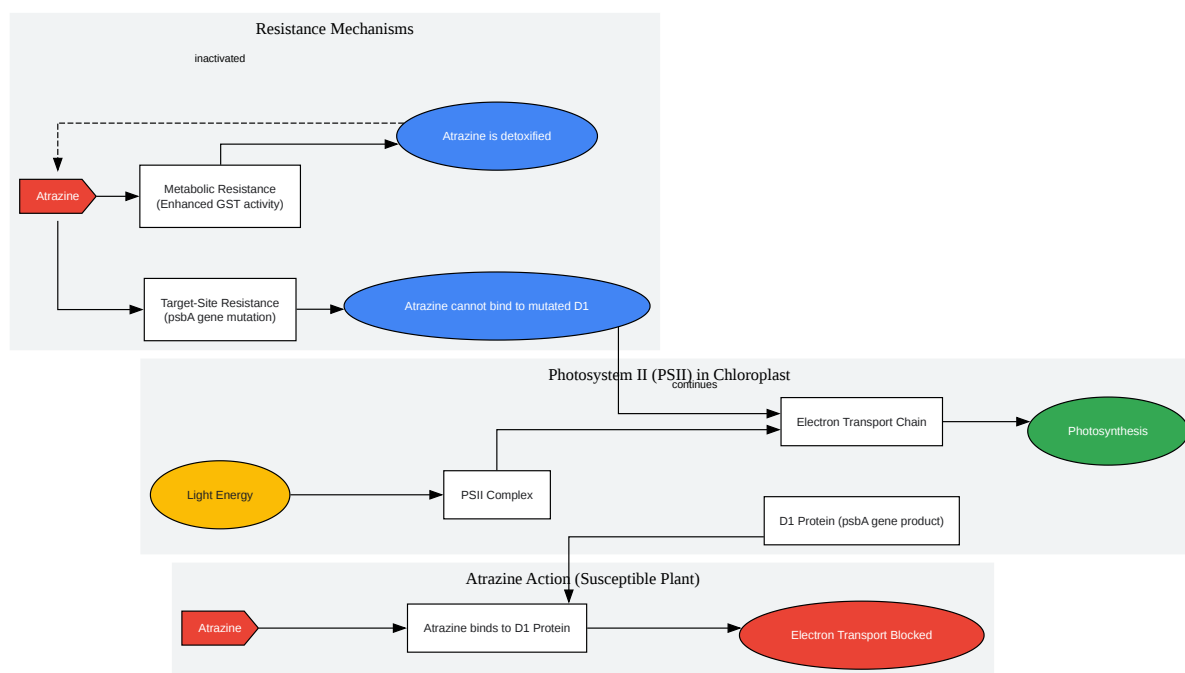 Resistance Mechanisms
inactivated
Atrazine is detoxified
Atrazine
Metabolic Resistance
(Enhanced GST activity)
Target-Site Resistance
(psbA gene mutation)
Atrazine cannot bind to mutated D1
Photosystem II (PSII) in Chloroplast
continues
Electron Transport Chain
Photosynthesis
Light Energy
PSII Complex
D1 Protein (psbA gene product)
Atrazine Action (Susceptible Plant)
Atrazine
Atrazine binds to D1 Protein
Electron Transport Blocked